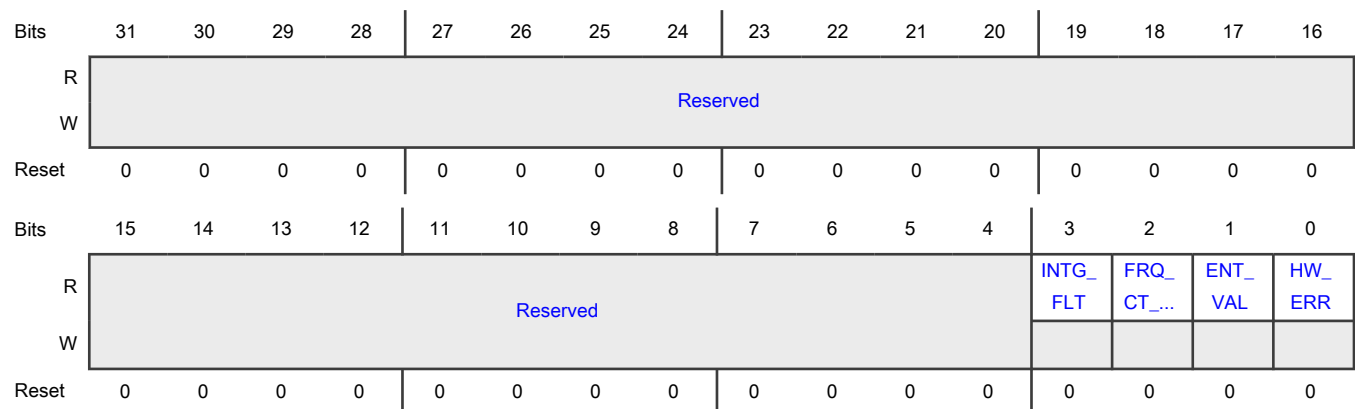 Bits 31 30 29 28 27 26 25 24 23 22 21 20 19 18 17 16
R
Reserved
W
Reset 0 0 0 0 0 0 0 0 0 0 0 0 0 0 0 0
Bits 15 14 13 12 11 10 9 8 7 6 5 4 3 2 1 0
R
INTG_ FRQ_ ENT_ HW_
FLT CT_... VAL ERR
Reserved
W
Reset 0 0 0 0 0 0 0 0 0 0 0 0 0 0 0 0